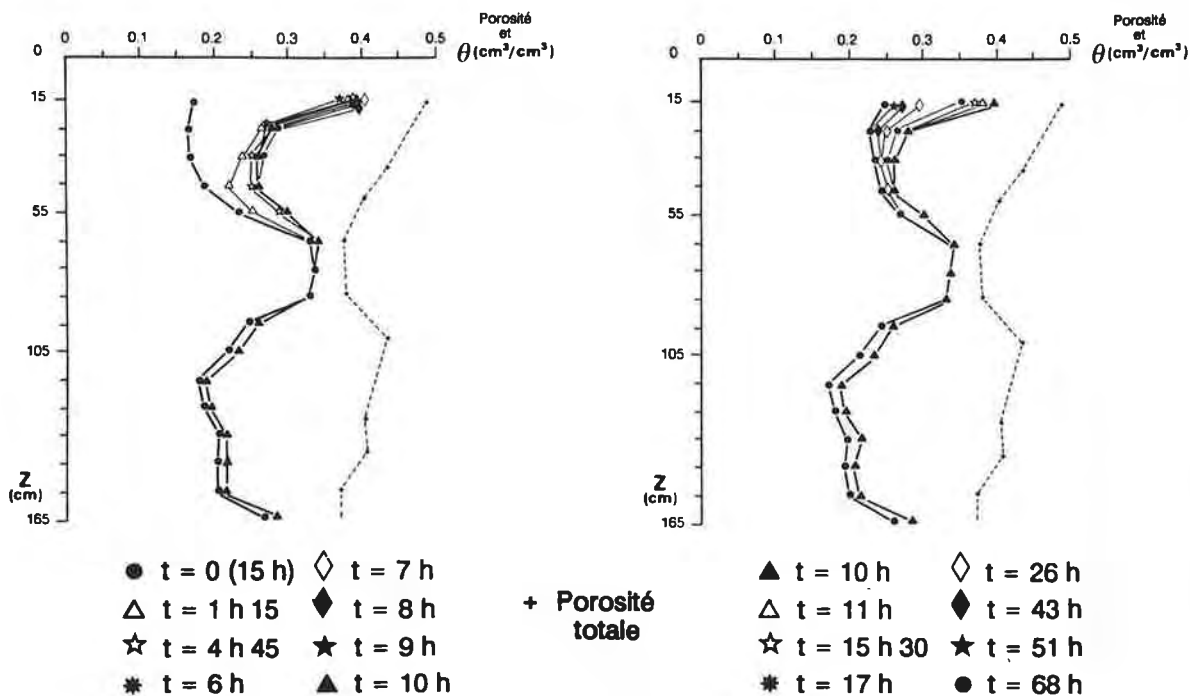 Porosité
et
0 0.1 0.2 0.3 0.4 0.5 θ (cm³/cm³)
0
15
55
105
Z
(cm)
165
● t = 0 (15 h)
△ t = 1 h 15
☆ t = 4 h 45
✷ t = 6 h
◇ t = 7 h
◆ t = 8 h
★ t = 9 h
▲ t = 10 h
+ Porosité
totale
Porosité
et
0 0.1 0.2 0.3 0.4 0.5 θ (cm³/cm³)
0
15
55
105
Z
(cm)
165
▲ t = 10 h
△ t = 11 h
☆ t = 15 h 30
✷ t = 17 h
◇ t = 26 h
◆ t = 43 h
★ t = 51 h
● t = 68 h